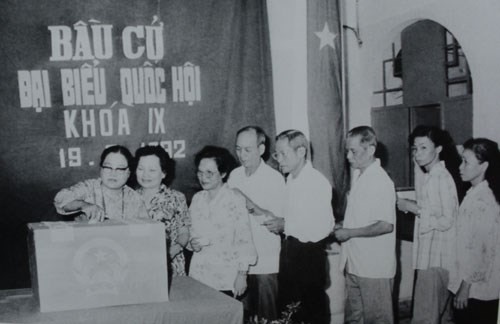 BẦU CỬ
ĐẠI BIỂU QUỐC HỘI
KHÓA IX
19